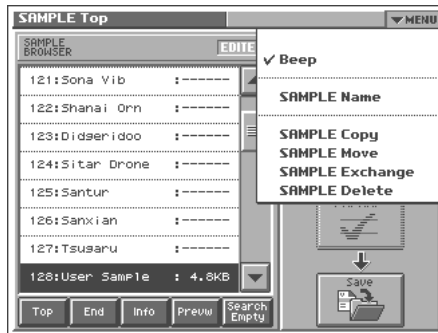 SAMPLE Top
▼MENU
SAMPLE
BROWSER
EDITE
✓ Beep
SAMPLE Name
SAMPLE Copy
SAMPLE Move
SAMPLE Exchange
SAMPLE Delete
121:Sona Vib :------
122:Shanai Orn :------
123:Didgeridoo :------
124:Sitar Drone :------
125:Santur :------
126:Sanxian :------
127:Tsugaru :------
128:User Sample : 4.8KB
Save
Top
End
Info
Prevw
Search
Empty